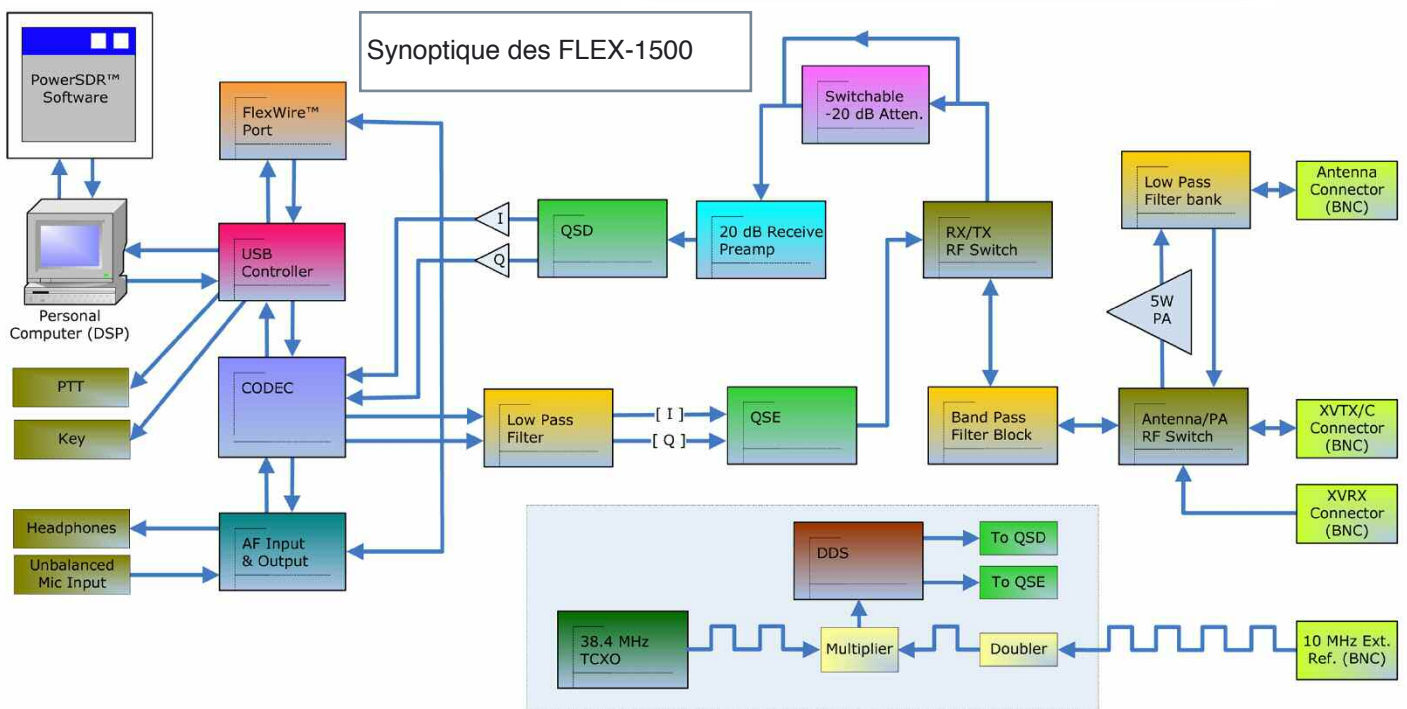 Synoptique des FLEX-1500
PowerSDR™
Software
FlexWire™
Port
Switchable
-20 dB Atten.
Low Pass
Filter bank
Antenna
Connector
(BNC)
I
Q
QSD
20 dB Receive
Preamp
RX/TX
RF Switch
USB
Controller
Personal
Computer (DSP)
5W
PA
PTT
Key
CODEC
Low Pass
Filter
[ I ]
[ Q ]
QSE
Band Pass
Filter Block
Antenna/PA
RF Switch
XVTX/C
Connector
(BNC)
XVRX
Connector
(BNC)
Headphones
Unbalanced
Mic Input
AF Input
& Output
DDS
To QSD
To QSE
38.4 MHz
TCXO
Multiplier
Doubler
10 MHz Ext.
Ref. (BNC)